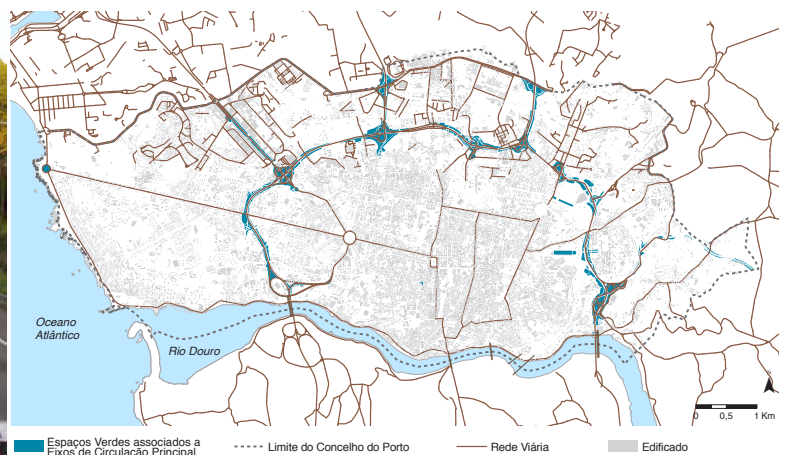 Oceano
Atlântico
Rio Douro
N
0 0,5 1 Km
Espaços Verdes associados a
Eixos de Circulação Principal
Limite do Concelho do Porto
Rede Viária
Edificado